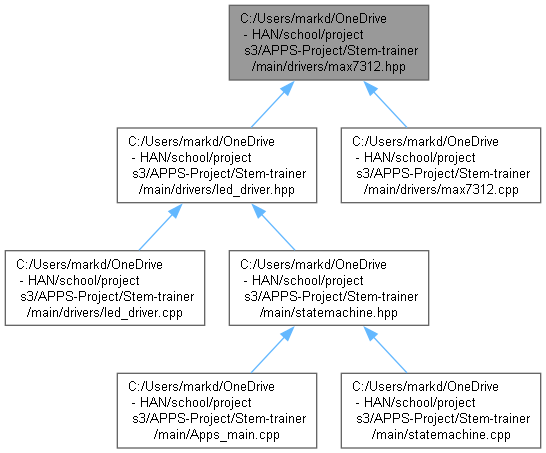 C:/Users/markd/OneDrive
- HAN/school/project
s3/APPS-Project/Stem-trainer
/main/drivers/max7312.hpp
C:/Users/markd/OneDrive
- HAN/school/project
s3/APPS-Project/Stem-trainer
/main/drivers/led_driver.hpp
C:/Users/markd/OneDrive
- HAN/school/project
s3/APPS-Project/Stem-trainer
/main/drivers/max7312.cpp
C:/Users/markd/OneDrive
- HAN/school/project
s3/APPS-Project/Stem-trainer
/main/drivers/led_driver.cpp
C:/Users/markd/OneDrive
- HAN/school/project
s3/APPS-Project/Stem-trainer
/main/statemachine.hpp
C:/Users/markd/OneDrive
- HAN/school/project
s3/APPS-Project/Stem-trainer
/main/Apps_main.cpp
C:/Users/markd/OneDrive
- HAN/school/project
s3/APPS-Project/Stem-trainer
/main/statemachine.cpp